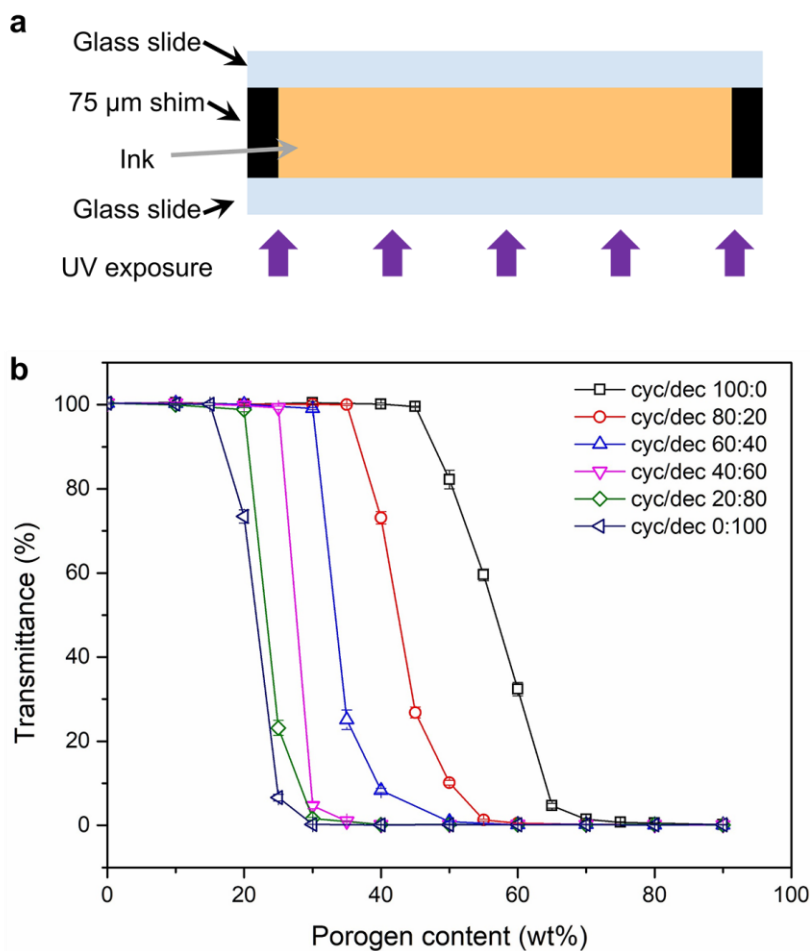 a
Glass slide
75 μm shim
Ink
Glass slide
UV exposure
b
cyc/dec 100:0
cyc/dec 80:20
cyc/dec 60:40
cyc/dec 40:60
cyc/dec 20:80
cyc/dec 0:100
Transmittance (%)
100
80
60
40
20
0
0 20 40 60 80 100
Porogen content (wt%)